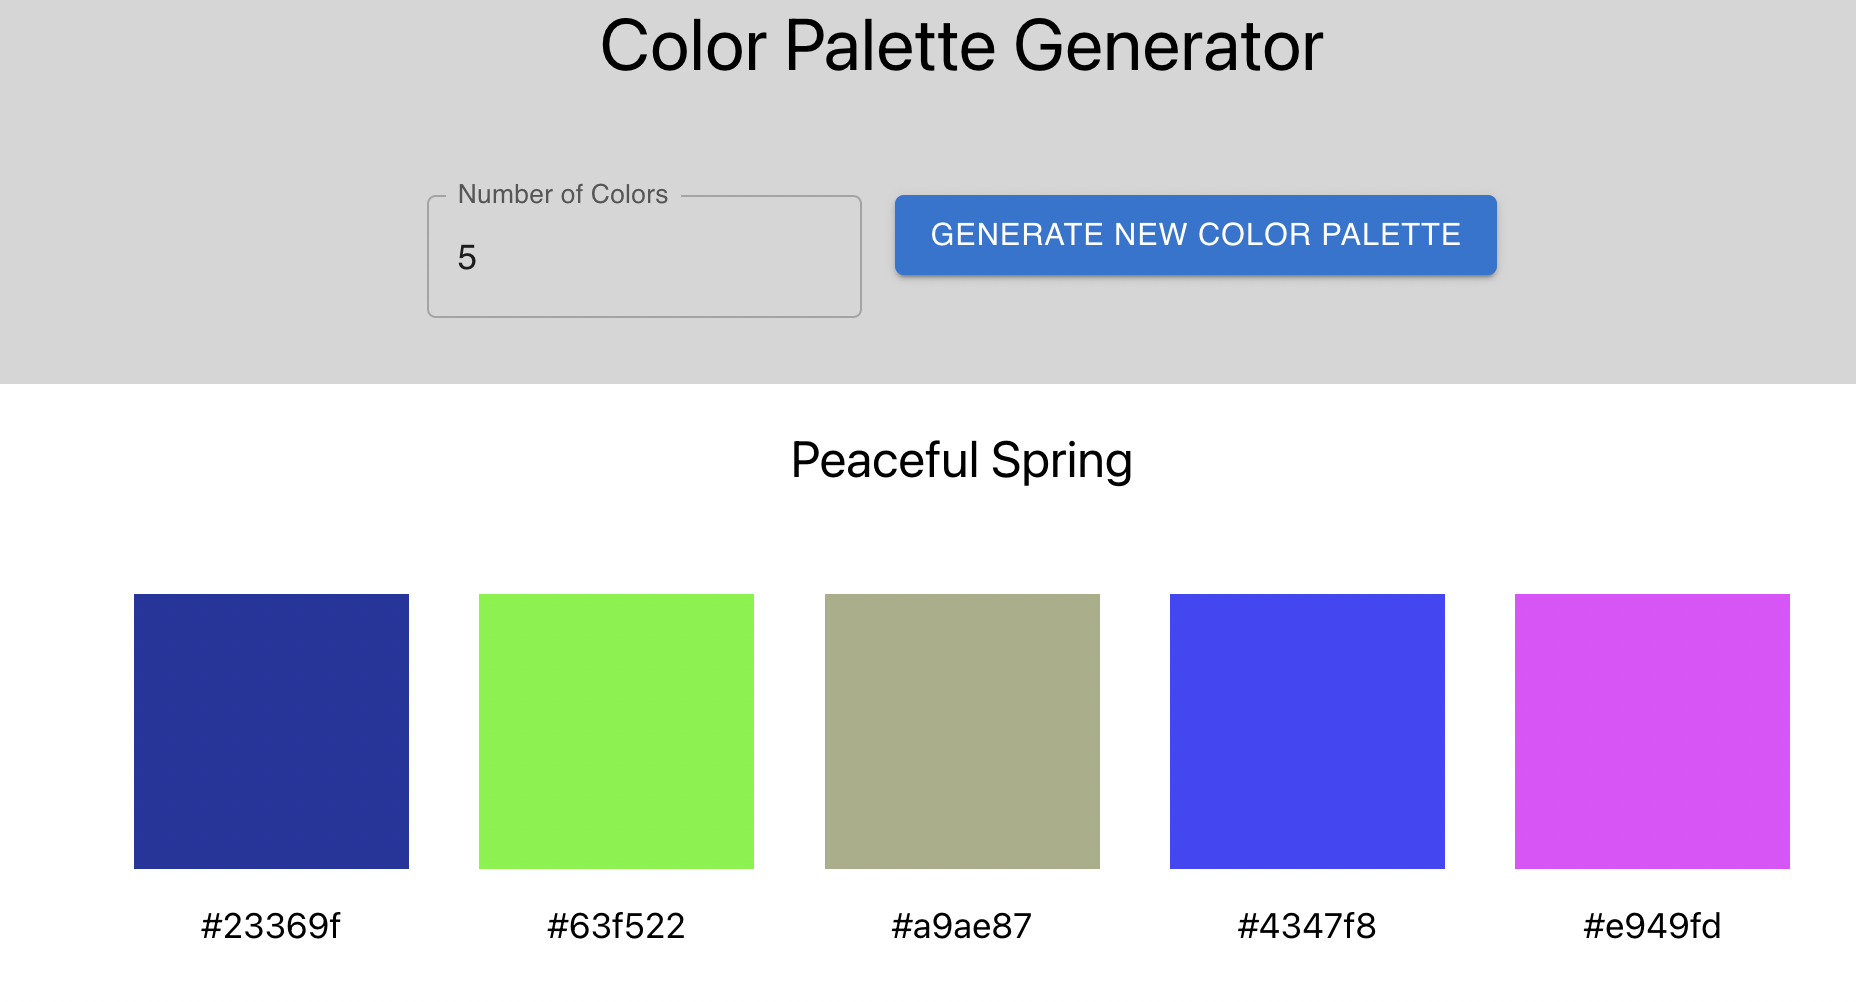 Color Palette Generator
Number of Colors
5
GENERATE NEW COLOR PALETTE
Peaceful Spring
#23369f
#63f522
#a9ae87
#4347f8
#e949fd